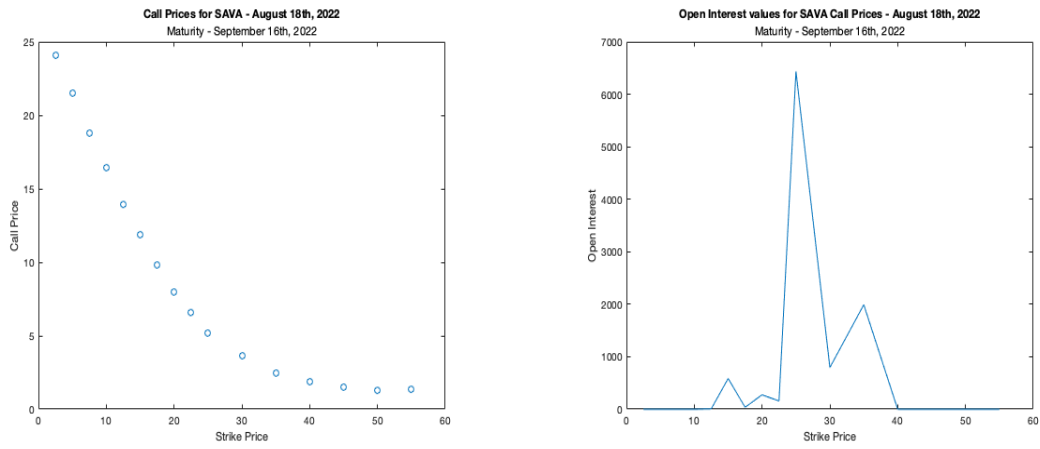 Call Prices for SAVA - August 18th, 2022
Maturity - September 16th, 2022
25
20
15
10
5
0
Call Price
0 10 20 30 40 50 60
Strike Price
Open Interest values for SAVA Call Prices - August 18th, 2022
Maturity - September 16th, 2022
7000
6000
5000
4000
3000
2000
1000
0
Open Interest
0 10 20 30 40 50 60
Strike Price